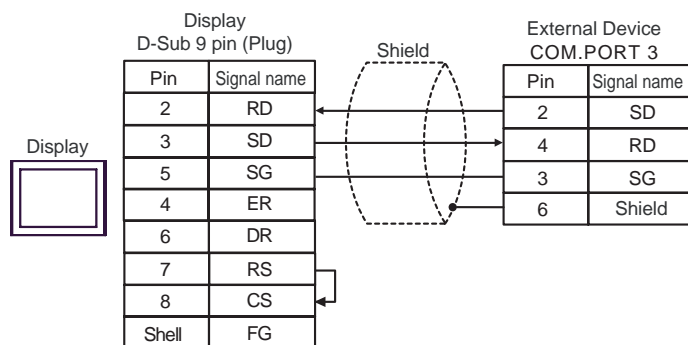 Display
D-Sub 9 pin (Plug)
Shield
External Device
COM.PORT 3
Display
Pin Signal name
2 RD
3 SD
5 SG
4 ER
6 DR
7 RS
8 CS
Shell FG
Pin Signal name
2 SD
4 RD
3 SG
6 Shield